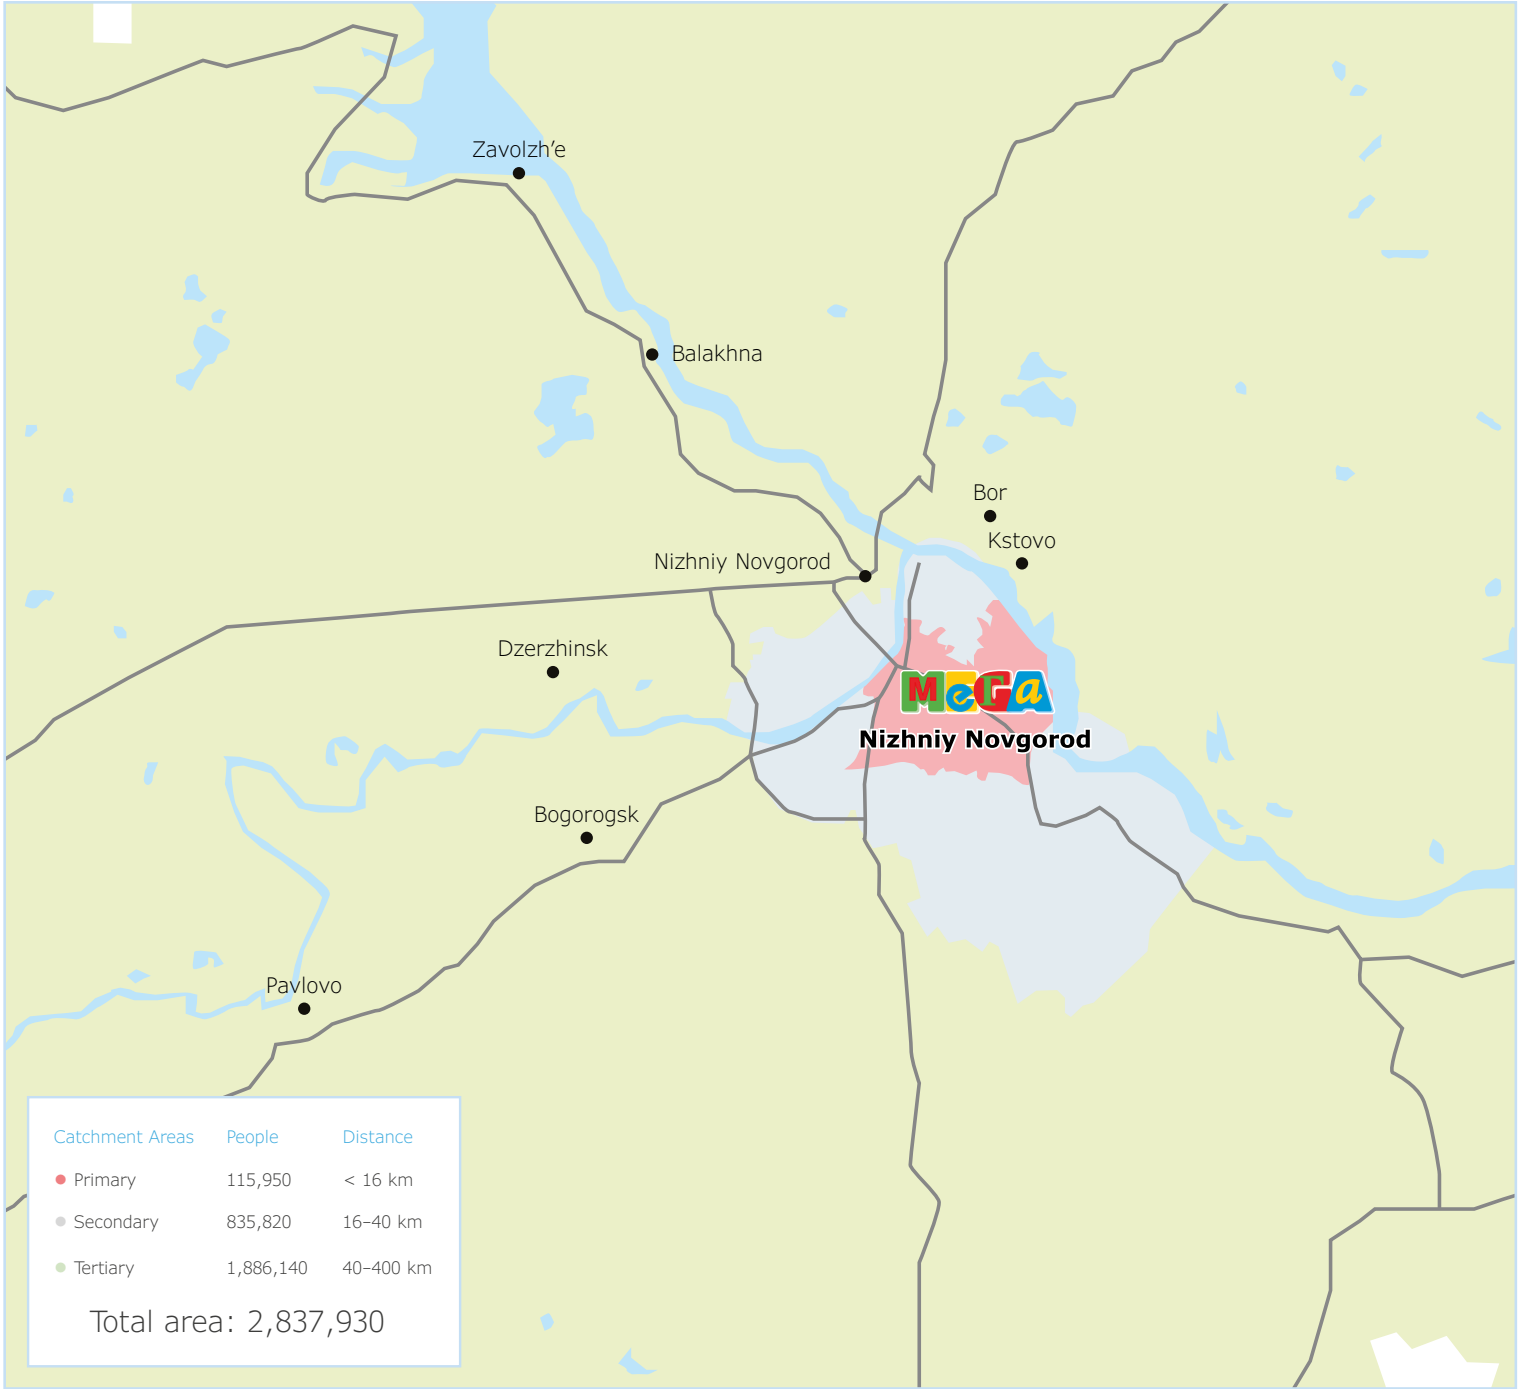 Zavolzh’e
Balakhna
Bor
Kstovo
Nizhniy Novgorod
Dzerzhinsk
МЕГА
Nizhniy Novgorod
Bogorogsk
Pavlovo
Catchment Areas People Distance
Primary 115,950 < 16 km
Secondary 835,820 16–40 km
Tertiary 1,886,140 40–400 km
Total area: 2,837,930